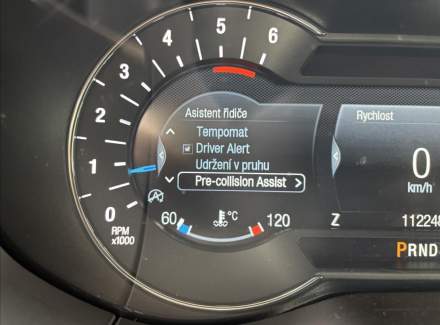 4 5 6
3
2
1
0
RPM
x1000
Asistent řidiče
Tempomat
Driver Alert
Udržení v pruhu
Pre-collision Assist
60 °C 120
Rychlost
0
km/h
Z 112248
PRND